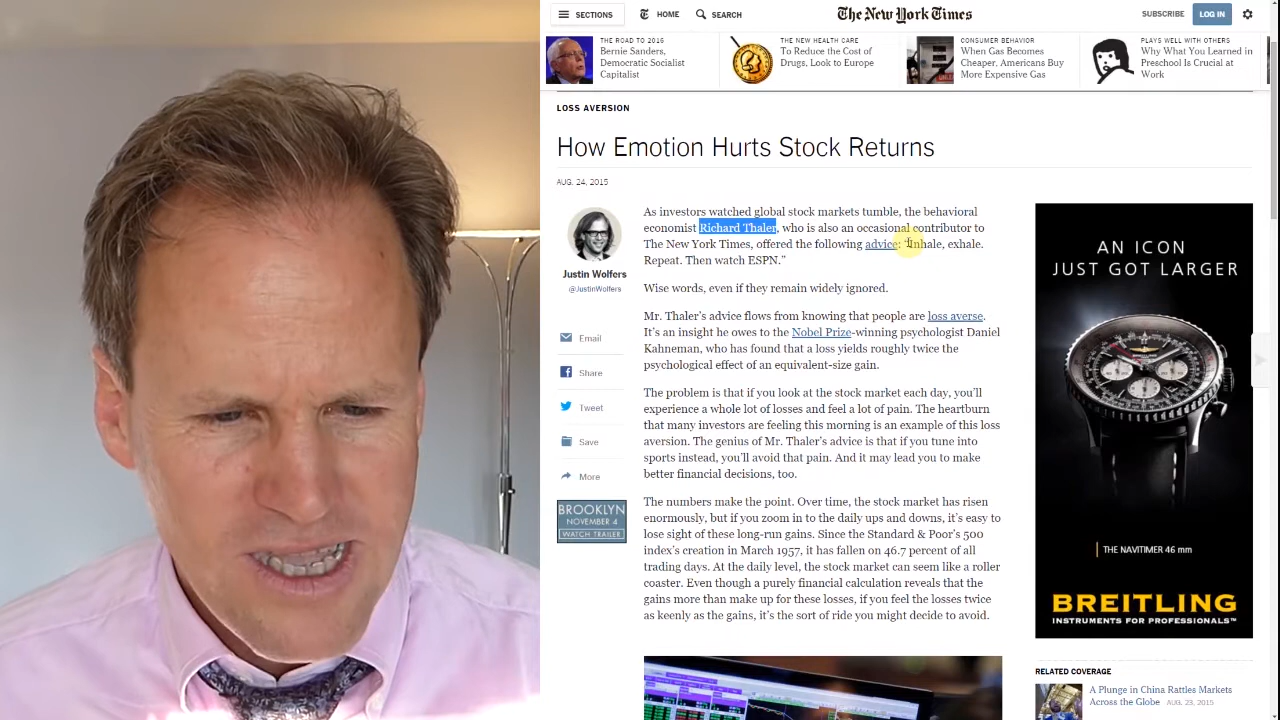 SECTIONS
HOME
SEARCH
The New York Times
SUBSCRIBE
LOG IN
THE ROAD TO 2016
Bernie Sanders,
Democratic Socialist
Capitalist
THE NEW HEALTH CARE
To Reduce the Cost of
Drugs, Look to Europe
CONSUMER BEHAVIOR
When Gas Becomes
Cheaper, Americans Buy
More Expensive Gas
PLAYS WELL WITH OTHERS
Why What You Learned in
Preschool Is Crucial at
Work
LOSS AVERSION
How Emotion Hurts Stock Returns
AUG. 24, 2015
Justin Wolfers
@JustinWolfers
Email
Share
Tweet
Save
More
BROOKLYN
NOVEMBER 4
WATCH TRAILER
As investors watched global stock markets tumble, the behavioral
economist Richard Thaler, who is also an occasional contributor to
The New York Times, offered the following advice: “Inhale, exhale.
Repeat. Then watch ESPN.”
Wise words, even if they remain widely ignored.
Mr. Thaler’s advice flows from knowing that people are loss averse.
It’s an insight he owes to the Nobel Prize-winning psychologist Daniel
Kahneman, who has found that a loss yields roughly twice the
psychological effect of an equivalent-size gain.
The problem is that if you look at the stock market each day, you’ll
experience a whole lot of losses and feel a lot of pain. The heartburn
that many investors are feeling this morning is an example of this loss
aversion. The genius of Mr. Thaler’s advice is that if you tune into
sports instead, you’ll avoid that pain. And it may lead you to make
better financial decisions, too.
The numbers make the point. Over time, the stock market has risen
enormously, but if you zoom in to the daily ups and downs, it’s easy to
lose sight of these long-run gains. Since the Standard & Poor’s 500
index’s creation in March 1957, it has fallen on 46.7 percent of all
trading days. At the daily level, the stock market can seem like a roller
coaster. Even though a purely financial calculation reveals that the
gains more than make up for these losses, if you feel the losses twice
as keenly as the gains, it’s the sort of ride you might decide to avoid.
AN ICON
JUST GOT LARGER
THE NAVITIMER 46 mm
BREITLING
INSTRUMENTS FOR PROFESSIONALS™
RELATED COVERAGE
A Plunge in China Rattles Markets
Across the Globe AUG. 23, 2015